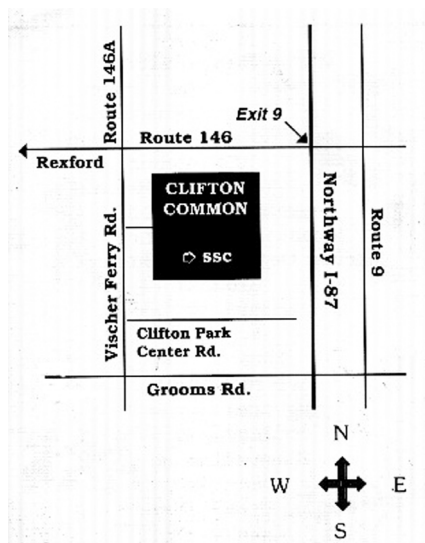 Route 146A
Exit 9
Route 146
Rexford
CLIFTON
COMMON
➩ SSC
Vischer Ferry Rd.
Northway I-87
Route 9
Clifton Park
Center Rd.
Grooms Rd.
N
W E
S